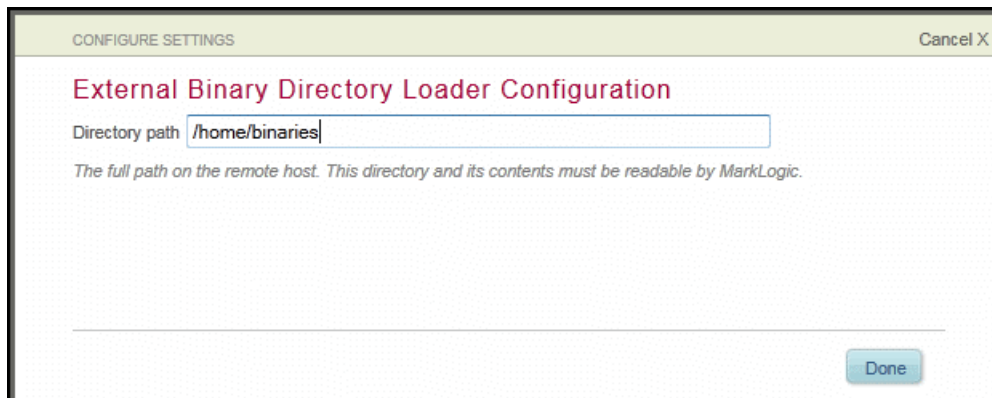 CONFIGURE SETTINGS Cancel X
External Binary Directory Loader Configuration
Directory path /home/binaries
The full path on the remote host. This directory and its contents must be readable by MarkLogic.
Done